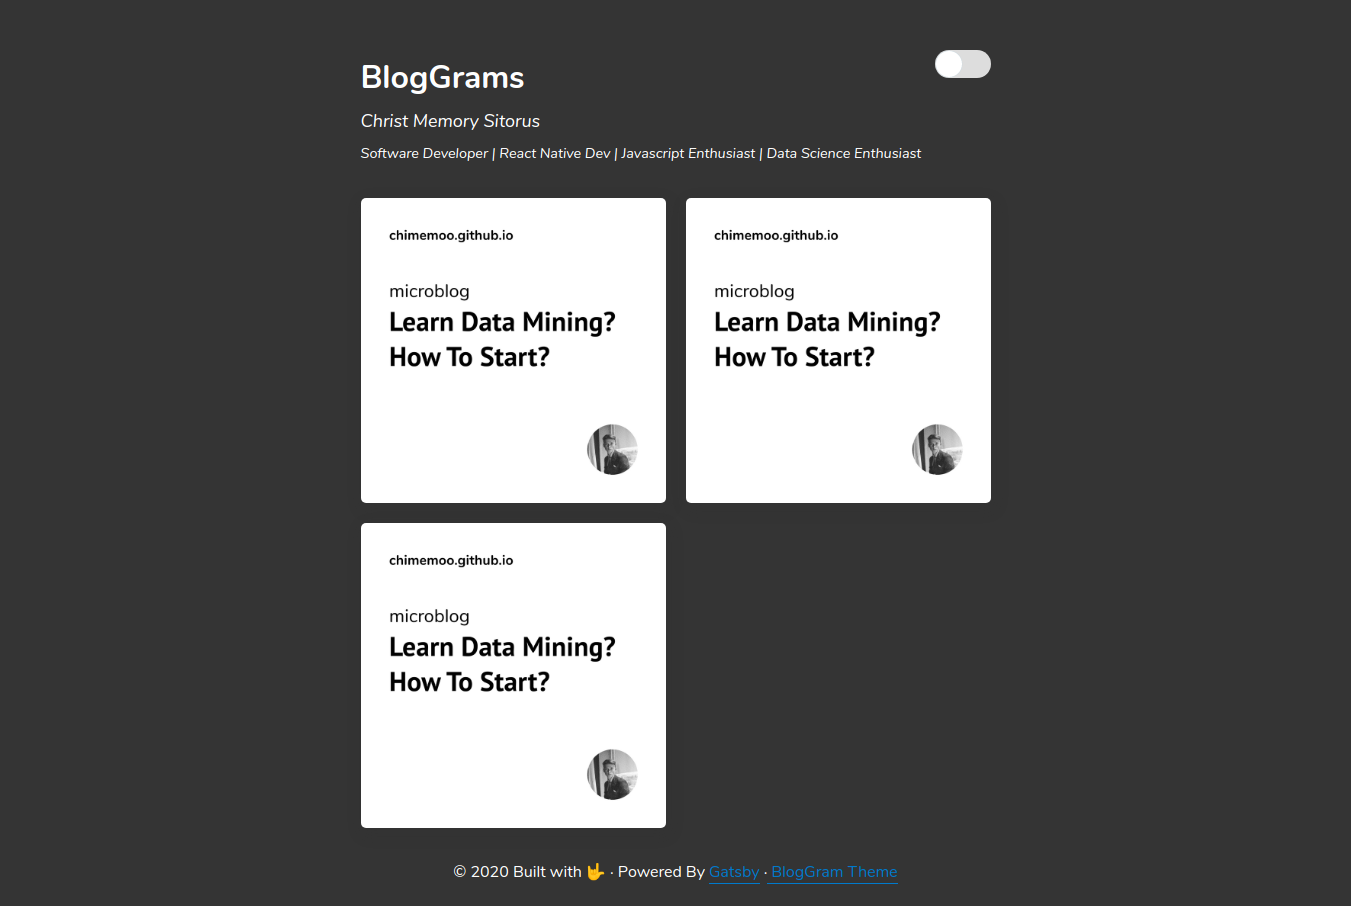 BlogGrams
Christ Memory Sitorus
Software Developer | React Native Dev | Javascript Enthusiast | Data Science Enthusiast
chimemoo.github.io
microblog
Learn Data Mining?
How To Start?
chimemoo.github.io
microblog
Learn Data Mining?
How To Start?
chimemoo.github.io
microblog
Learn Data Mining?
How To Start?
© 2020 Built with 🤟 · Powered By Gatsby · BlogGram Theme